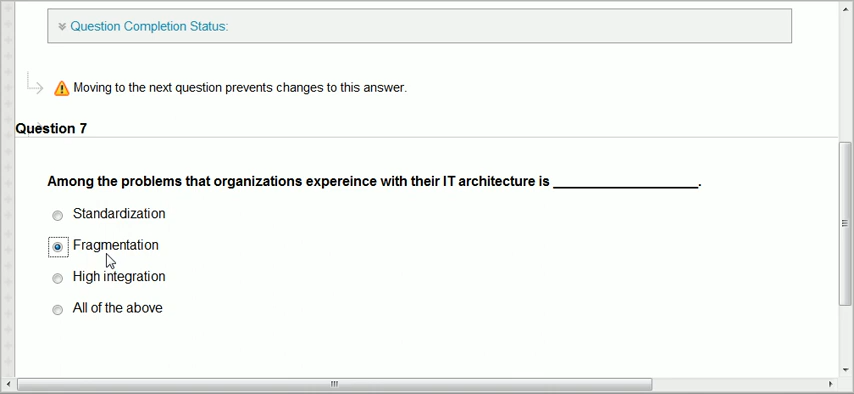 Question Completion Status:
Moving to the next question prevents changes to this answer.
Question 7
Among the problems that organizations expereince with their IT architecture is ___________________.
Standardization
Fragmentation
High integration
All of the above